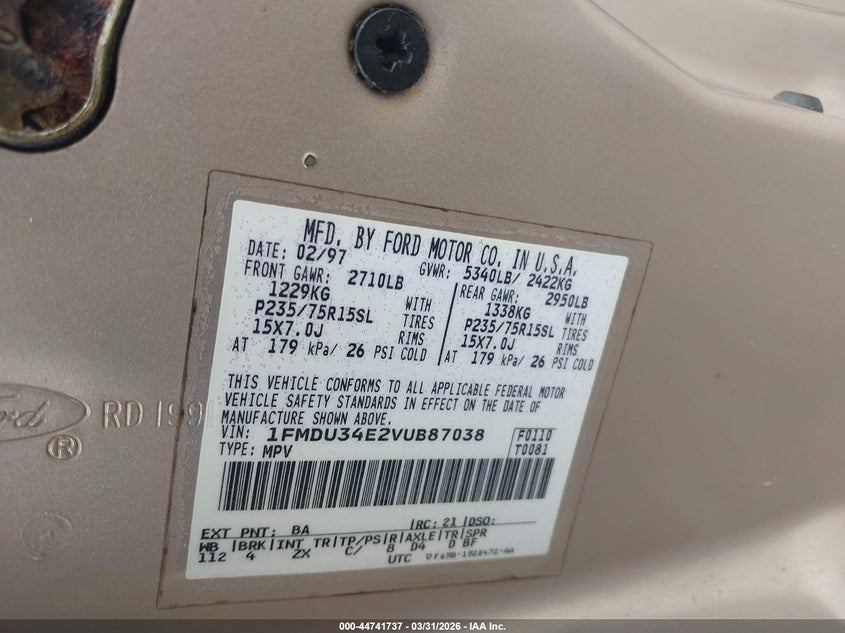 MFD. BY FORD MOTOR CO. IN U.S.A.
DATE: 02/97 GVWR: 5340LB/ 2422KG
FRONT GAWR: 2710LB REAR GAWR: 2950LB
1229KG WITH 1338KG WITH
P235/75R15SL TIRES P235/75R15SL TIRES
15X7.0J RIMS 15X7.0J RIMS
AT 179 kPa/ 26 PSI COLD AT 179 kPa/ 26 PSI COLD
THIS VEHICLE CONFORMS TO ALL APPLICABLE FEDERAL MOTOR
VEHICLE SAFETY STANDARDS IN EFFECT ON THE DATE OF
MANUFACTURE SHOWN ABOVE.
VIN: 1FMDU34E2VUB87038 F0110
TYPE: MPV T0081
EXT PNT: BA RC: 21 DSO:
WB BRK INT TR TP/PS R AXLE TR SPR
112 4 ZX C/ 8 D4 D 8F
UTC
Ford ® RD 199
000-44741737 - 03/31/2026 - IAA Inc.